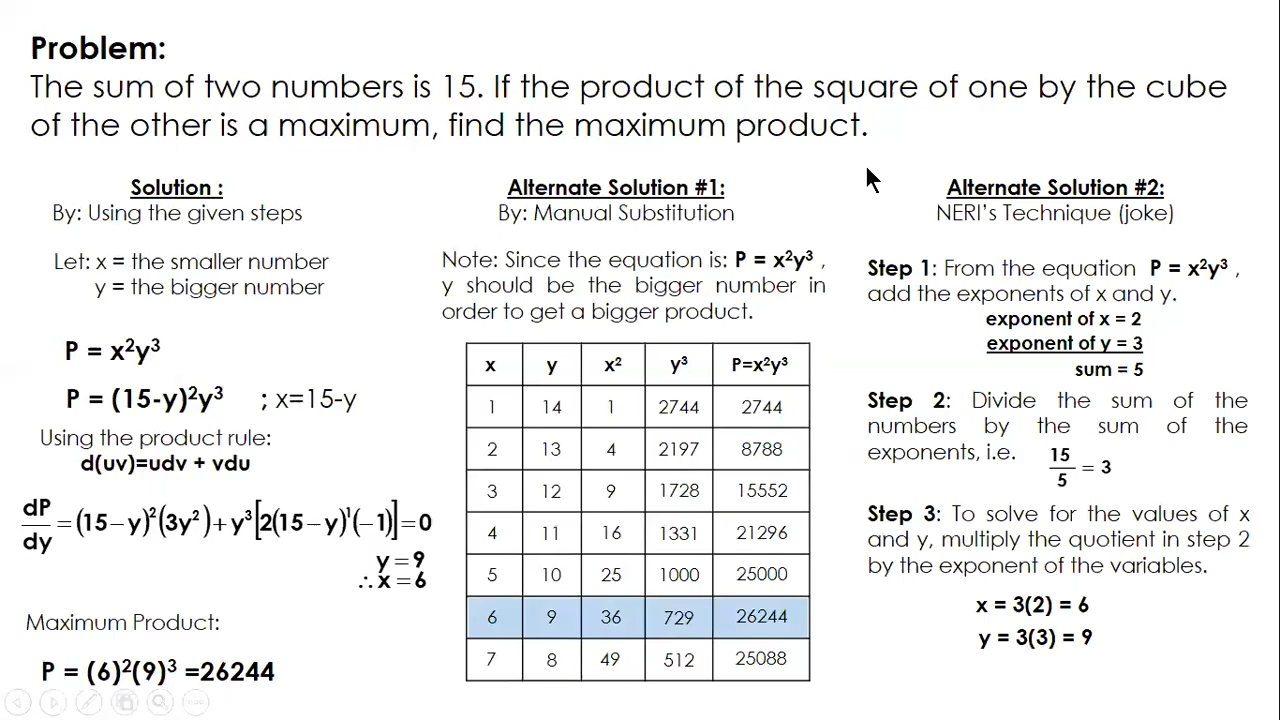 Problem:
The sum of two numbers is 15. If the product of the square of one by the cube
of the other is a maximum, find the maximum product.
Solution :
By: Using the given steps
Let: x = the smaller number
y = the bigger number
P = x²y³
P = (15-y)²y³ ; x=15-y
Using the product rule:
d(uv)=udv + vdu
dP/dy = (15−y)²(3y²)+y³[2(15−y)¹(−1)]=0
y=9
∴x=6
Maximum Product:
P = (6)²(9)³ =26244
Alternate Solution #1:
By: Manual Substitution
Note: Since the equation is: P = x²y³ ,
y should be the bigger number in
order to get a bigger product.
x y x² y³ P=x²y³
1 14 1 2744 2744
2 13 4 2197 8788
3 12 9 1728 15552
4 11 16 1331 21296
5 10 25 1000 25000
6 9 36 729 26244
7 8 49 512 25088
Alternate Solution #2:
NERI's Technique (joke)
Step 1: From the equation P = x²y³ ,
add the exponents of x and y.
exponent of x = 2
exponent of y = 3
sum = 5
Step 2: Divide the sum of the
numbers by the sum of the
exponents, i.e. 15/5 = 3
Step 3: To solve for the values of x
and y, multiply the quotient in step 2
by the exponent of the variables.
x = 3(2) = 6
y = 3(3) = 9